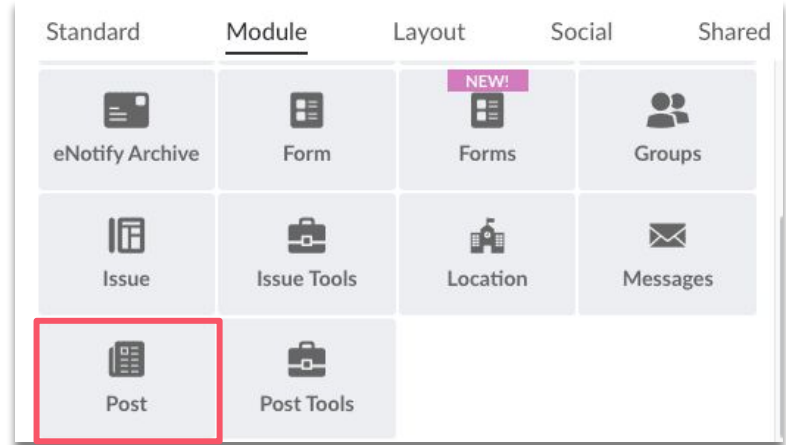 Standard Module Layout Social Shared
NEW!
eNotify Archive Form Forms Groups
Issue Issue Tools Location Messages
Post Post Tools